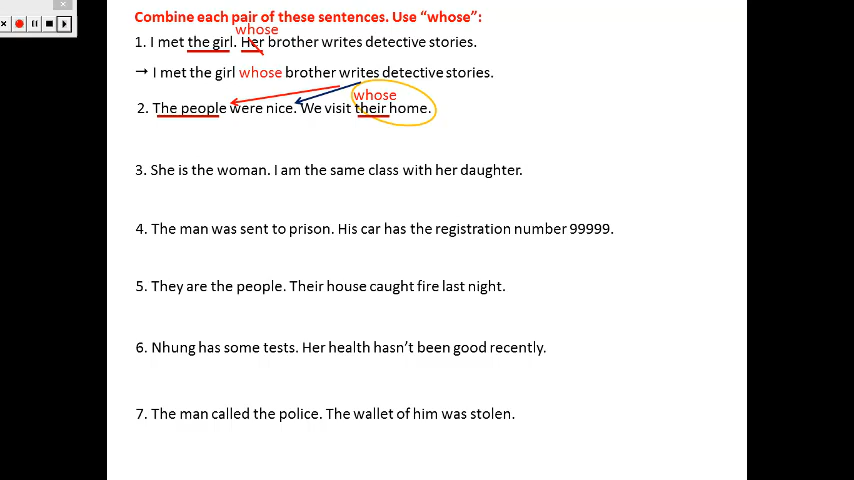 Combine each pair of these sentences. Use “whose”:
whose
1. I met the girl. Her brother writes detective stories.
→ I met the girl whose brother writes detective stories.
whose
2. The people were nice. We visit their home.
3. She is the woman. I am the same class with her daughter.
4. The man was sent to prison. His car has the registration number 99999.
5. They are the people. Their house caught fire last night.
6. Nhung has some tests. Her health hasn’t been good recently.
7. The man called the police. The wallet of him was stolen.